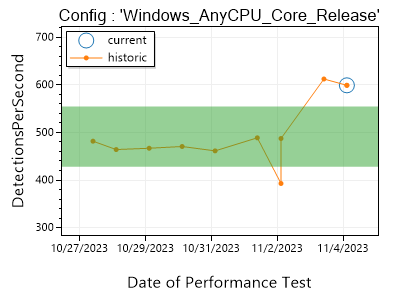 Config : 'Windows_AnyCPU_Core_Release'
current
historic
DetectionsPerSecond
700
600
500
400
300
10/27/2023
10/29/2023
10/31/2023
11/2/2023
11/4/2023
Date of Performance Test